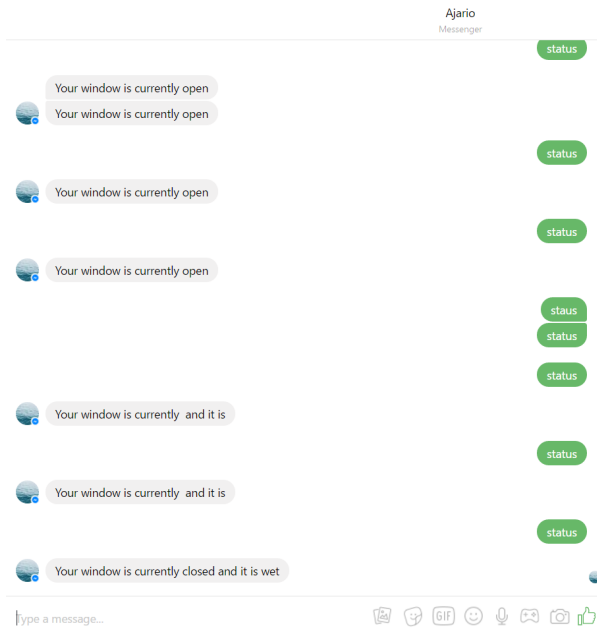 Ajario
Messenger
status
Your window is currently open
Your window is currently open
status
Your window is currently open
status
Your window is currently open
staus
status
status
Your window is currently  and it is
status
Your window is currently  and it is
status
Your window is currently closed and it is wet
Type a message...
GIF